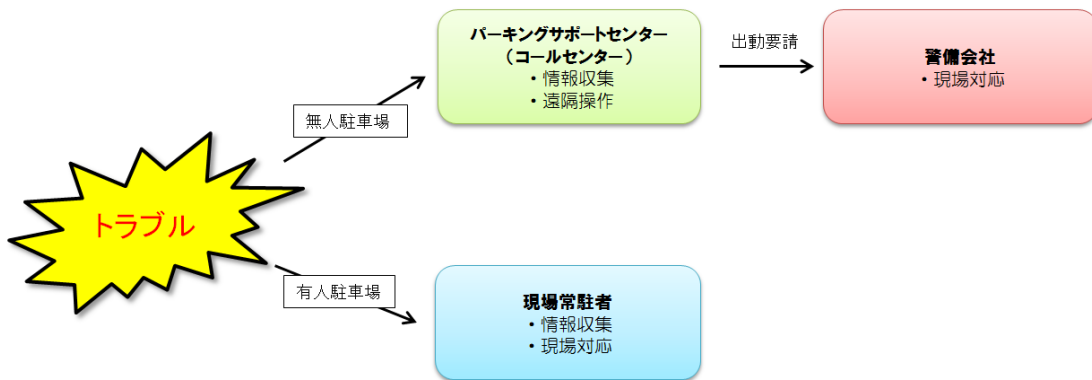 パーキングサポートセンター
（コールセンター）
・情報収集
・遠隔操作
出動要請
警備会社
・現場対応
無人駐車場
トラブル
有人駐車場
現場常駐者
・情報収集
・現場対応